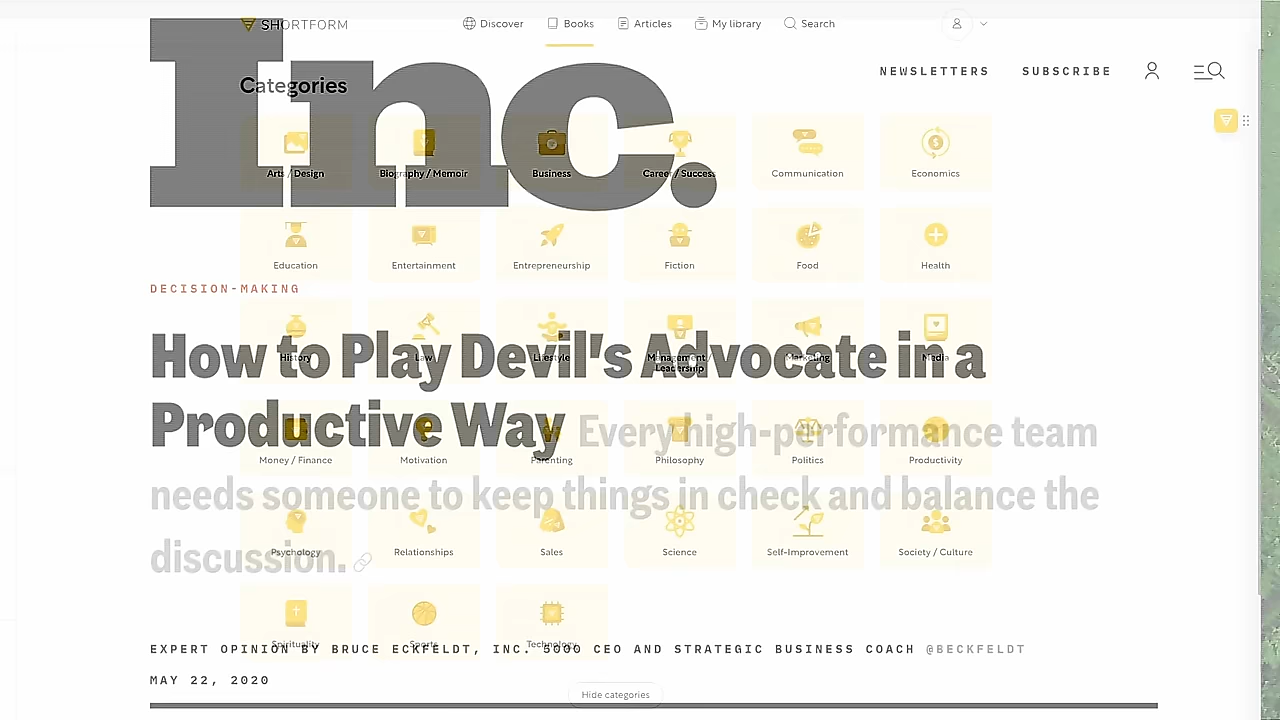 SHORTFORM
Discover
Books
Articles
My library
Search
Inc.
NEWSLETTERS
SUBSCRIBE
Categories
Arts / Design
Biography / Memoir
Business
Career / Success
Communication
Economics
Education
Entertainment
Entrepreneurship
Fiction
Food
Health
DECISION-MAKING
History
Law
Lifestyle
Management / Leadership
Marketing
Media
How to Play Devil's Advocate in a
Productive Way Every high-performance team
needs someone to keep things in check and balance the
discussion.
Money / Finance
Motivation
Parenting
Philosophy
Politics
Productivity
Psychology
Relationships
Sales
Science
Self-Improvement
Society / Culture
Spirituality
Sports
Technology
EXPERT OPINION BY BRUCE ECKFELDT, INC. 5000 CEO AND STRATEGIC BUSINESS COACH @BECKFELDT
MAY 22, 2020
Hide categories